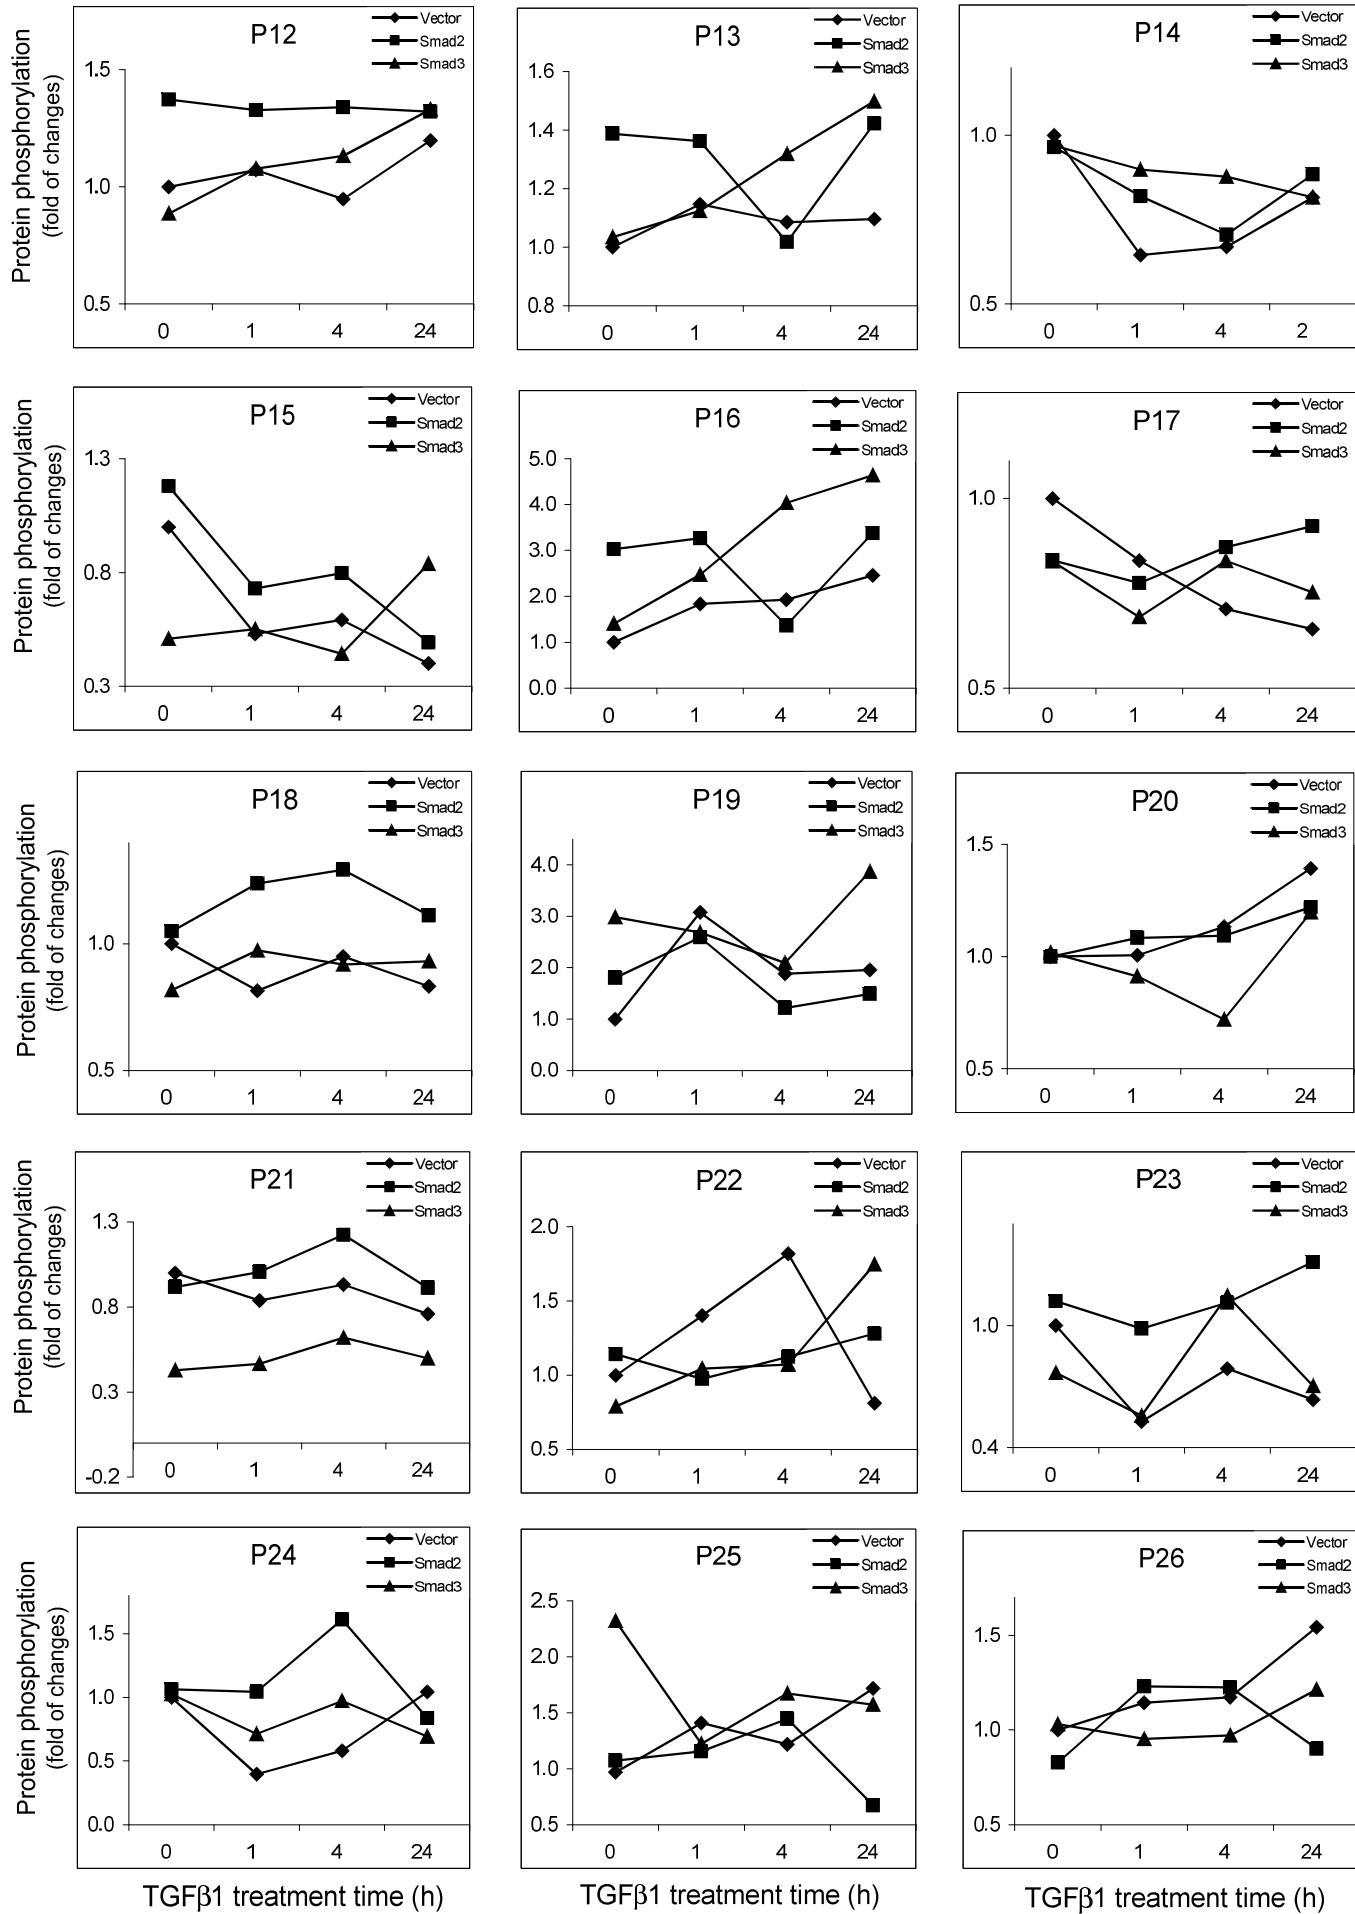 P12
Vector
Smad2
Smad3
Protein phosphorylation
(fold of changes)
1.5
1.0
0.5
0 1 4 24
P13
Vector
Smad2
Smad3
1.6
1.4
1.2
1.0
0.8
0 1 4 24
P14
Vector
Smad2
Smad3
1.0
0.5
0 1 4 2
P15
Vector
Smad2
Smad3
Protein phosphorylation
(fold of changes)
1.3
0.8
0.3
0 1 4 24
P16
Vector
Smad2
Smad3
5.0
4.0
3.0
2.0
1.0
0.0
0 1 4 24
P17
Vector
Smad2
Smad3
1.0
0.5
0 1 4 24
P18
Vector
Smad2
Smad3
Protein phosphorylation
(fold of changes)
1.0
0.5
0 1 4 24
P19
Vector
Smad2
Smad3
4.0
3.0
2.0
1.0
0.0
0 1 4 24
P20
Vector
Smad2
Smad3
1.5
1.0
0.5
0 1 4 24
P21
Vector
Smad2
Smad3
Protein phosphorylation
(fold of changes)
1.3
0.8
0.3
-0.2
0 1 4 24
P22
Vector
Smad2
Smad3
2.0
1.5
1.0
0.5
0 1 4 24
P23
Vector
Smad2
Smad3
1.0
0.4
0 1 4 24
P24
Vector
Smad2
Smad3
Protein phosphorylation
(fold of changes)
1.5
1.0
0.5
0.0
0 1 4 24
P25
Vector
Smad2
Smad3
2.5
2.0
1.5
1.0
0.5
0 1 4 24
P26
Vector
Smad2
Smad3
1.5
1.0
0.5
0 1 4 24
TGFβ1 treatment time (h)
TGFβ1 treatment time (h)
TGFβ1 treatment time (h)